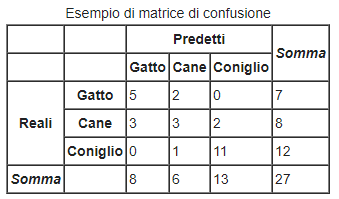 Esempio di matrice di confusione
Predetti Somma
Gatto Cane Coniglio
Reali Gatto 5 2 0 7
Cane 3 3 2 8
Coniglio 0 1 11 12
Somma 8 6 13 27